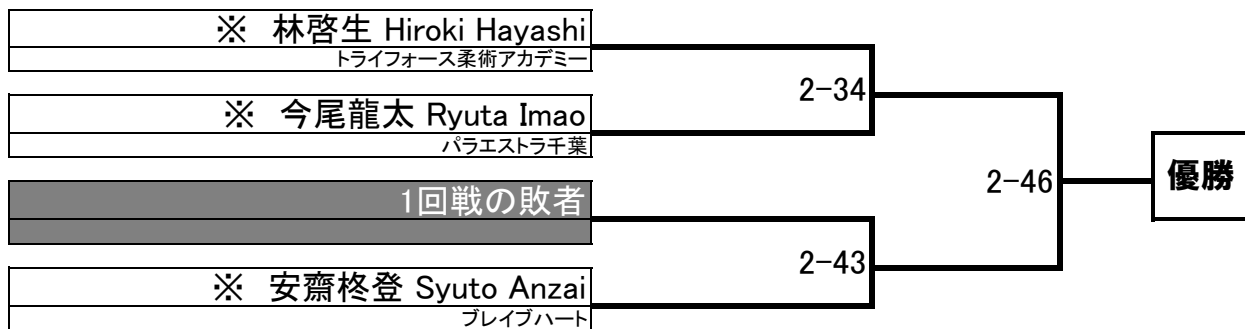 ※ 林啓生 Hiroki Hayashi
トライフォース柔術アカデミー
2-34
※ 今尾龍太 Ryuta Imao
パラエストラ千葉
2-46
優勝
1回戦の敗者
2-43
※ 安齋柊登 Syuto Anzai
ブレイブハート